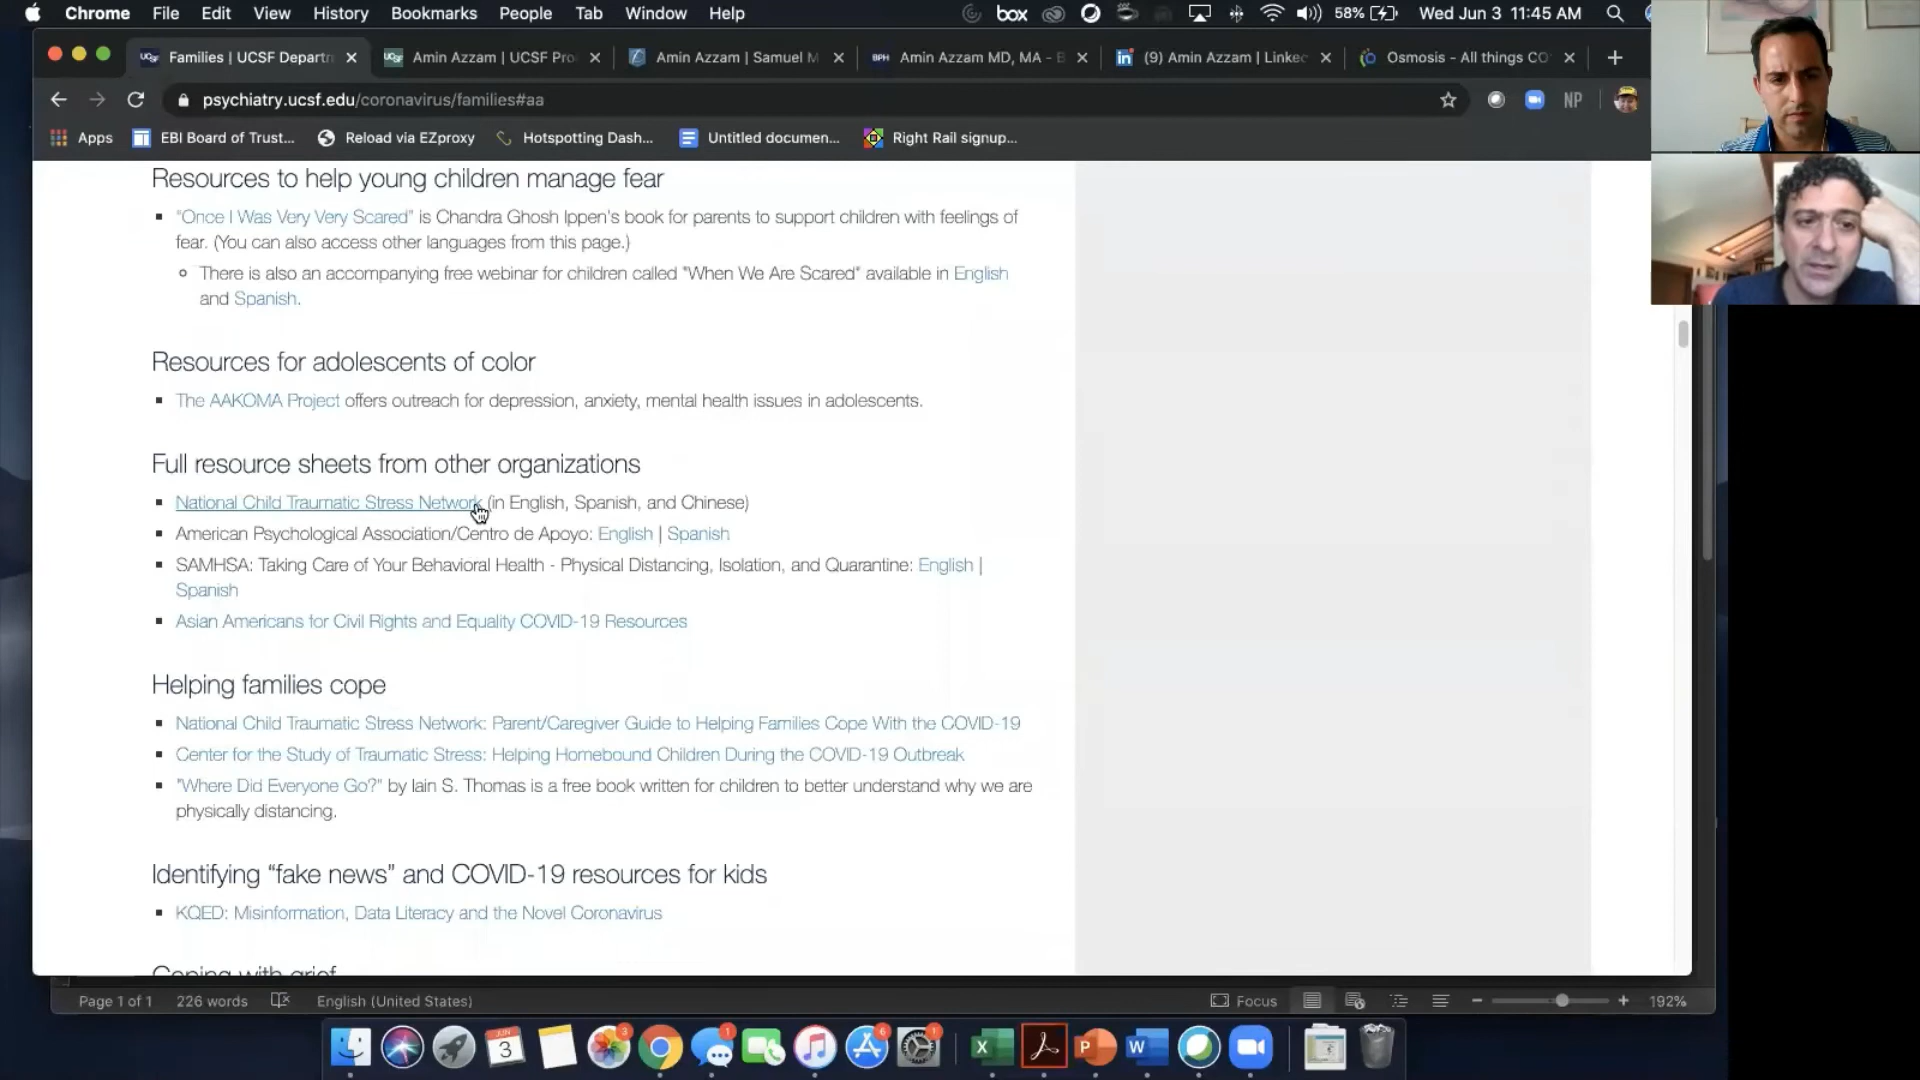 Chrome File Edit View History Bookmarks People Tab Window Help box 58% Wed Jun 3 11:45 AM
Families | UCSF Departm Amin Azzam | UCSF Pro Amin Azzam | Samuel M BPH Amin Azzam MD, MA - B in (9) Amin Azzam | Linked Osmosis - All things CO
psychiatry.ucsf.edu/coronavirus/families#aa NP
Apps EBI Board of Trust... Reload via EZproxy Hotspotting Dash... Untitled documen... Right Rail signup...
Resources to help young children manage fear
"Once I Was Very Very Scared" is Chandra Ghosh Ippen's book for parents to support children with feelings of
fear. (You can also access other languages from this page.)
There is also an accompanying free webinar for children called "When We Are Scared" available in English
and Spanish.
Resources for adolescents of color
The AAKOMA Project offers outreach for depression, anxiety, mental health issues in adolescents.
Full resource sheets from other organizations
National Child Traumatic Stress Network (in English, Spanish, and Chinese)
American Psychological Association/Centro de Apoyo: English | Spanish
SAMHSA: Taking Care of Your Behavioral Health - Physical Distancing, Isolation, and Quarantine: English |
Spanish
Asian Americans for Civil Rights and Equality COVID-19 Resources
Helping families cope
National Child Traumatic Stress Network: Parent/Caregiver Guide to Helping Families Cope With the COVID-19
Center for the Study of Traumatic Stress: Helping Homebound Children During the COVID-19 Outbreak
"Where Did Everyone Go?" by Iain S. Thomas is a free book written for children to better understand why we are
physically distancing.
Identifying “fake news” and COVID-19 resources for kids
KQED: Misinformation, Data Literacy and the Novel Coronavirus
Coping with grief
Page 1 of 1 226 words English (United States) Focus 192%
JUN 3 3 1 6 1 X P W